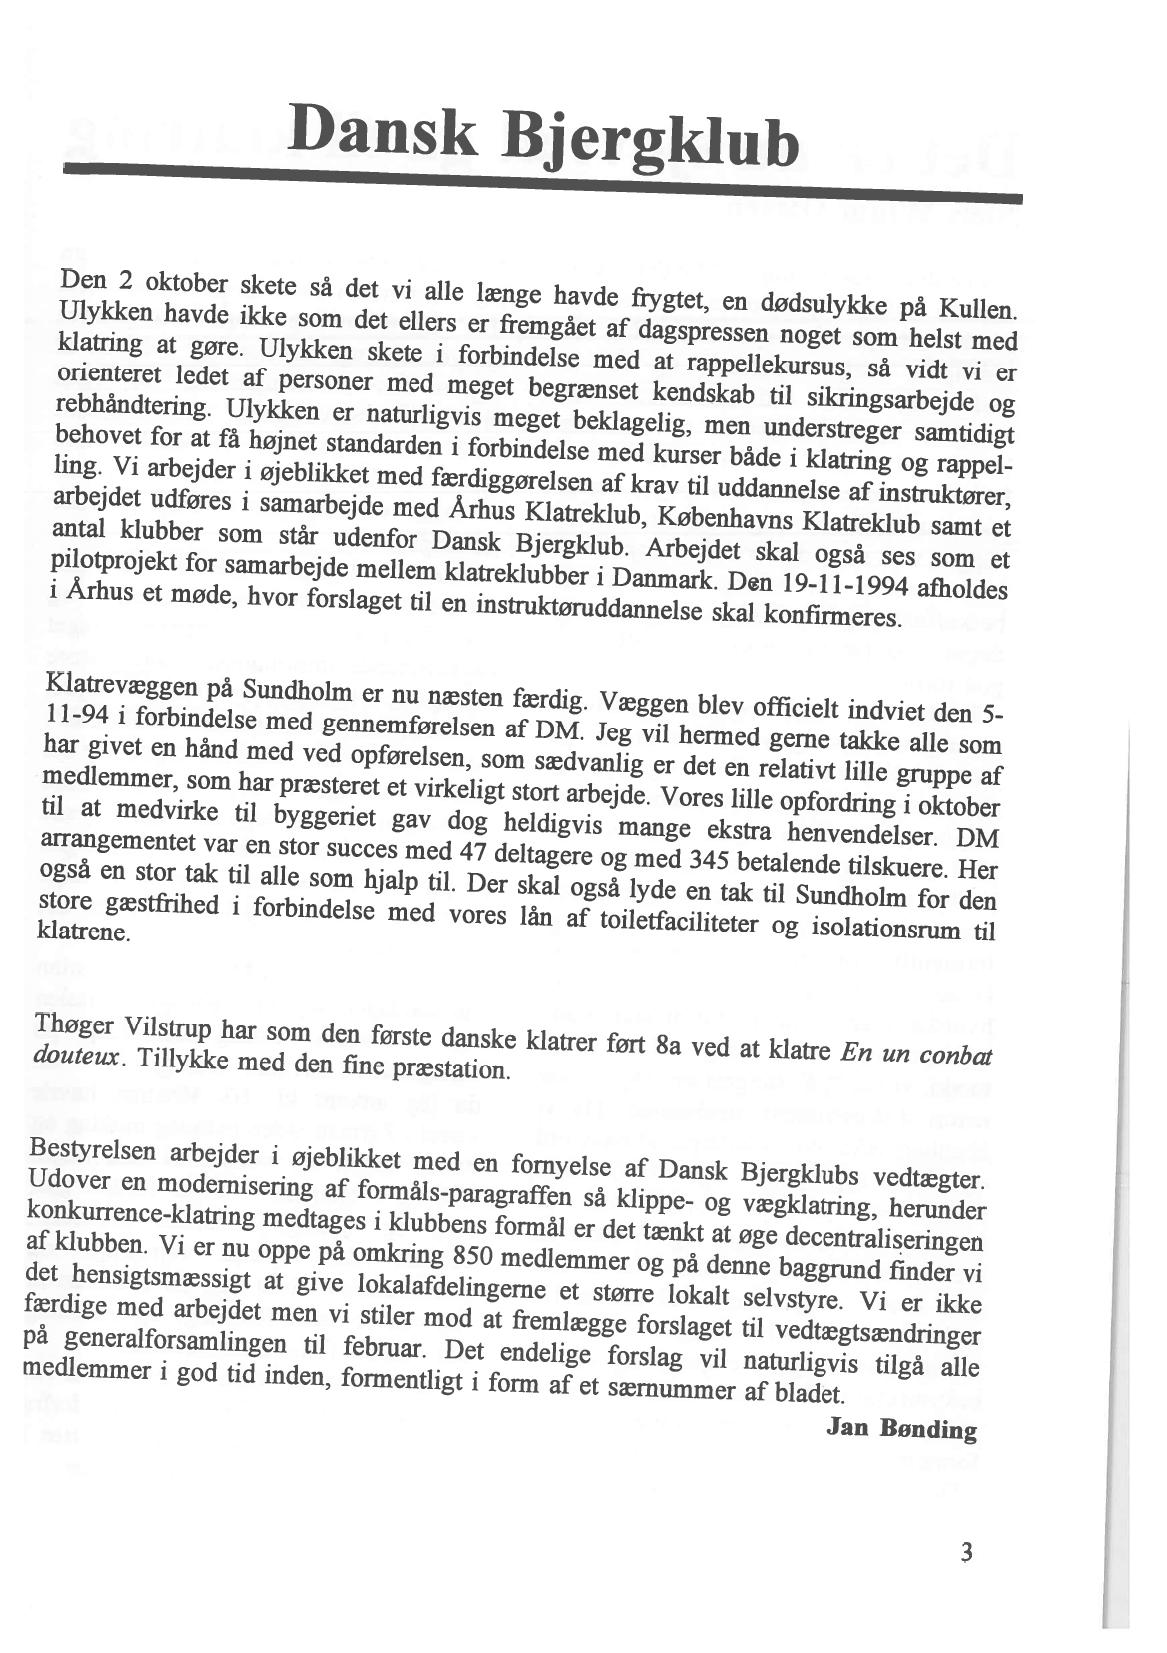 Dansk Bjergklub
Den 2 oktober skete så det vi alle længe havde frygtet, en dødsulykke på Kullen.
Ulykken havde ikke som det ellers er fremgået af dagspressen noget som helst med
klatring at gøre. Ulykken skete i forbindelse med at rappellekursus, så vidt vi er
orienteret ledet af personer med meget begrænset kendskab til sikringsarbejde og
rebhåndtering. Ulykken er naturligvis meget beklagelig, men understreger samtidigt
behovet for at få højnet standarden i forbindelse med kurser både i klatring og rappel-
ling. Vi arbejder i øjeblikket med færdiggørelsen af krav til uddannelse af instruktører,
arbejdet udføres i samarbejde med Århus Klatreklub, Københavns Klatreklub samt et
antal klubber som står udenfor Dansk Bjergklub. Arbejdet skal også ses som et
pilotprojekt for samarbejde mellem klatreklubber i Danmark. Den 19-11-1994 afholdes
i Århus et møde, hvor forslaget til en instruktøruddannelse skal konfirmeres.
Klatrevæggen på Sundholm er nu næsten færdig. Væggen blev officielt indviet den 5-
11-94 i forbindelse med gennemførelsen af DM. Jeg vil hermed gerne takke alle som
har givet en hånd med ved opførelsen, som sædvanlig er det en relativt lille gruppe af
medlemmer, som har præsteret et virkeligt stort arbejde. Vores lille opfordring i oktober
til at medvirke til byggeriet gav dog heldigvis mange ekstra henvendelser. DM
arrangementet var en stor succes med 47 deltagere og med 345 betalende tilskuere. Her
også en stor tak til alle som hjalp til. Der skal også lyde en tak til Sundholm for den
store gæstfrihed i forbindelse med vores lån af toiletfaciliteter og isolationsrum til
klatrene.
Thøger Vilstrup har som den første danske klatrer ført 8a ved at klatre En un conbat
douteux. Tillykke med den fine præstation.
Bestyrelsen arbejder i øjeblikket med en fornyelse af Dansk Bjergklubs vedtægter.
Udover en modernisering af formåls-paragraffen så klippe- og vægklatring, herunder
konkurrence-klatring medtages i klubbens formål er det tænkt at øge decentraliseringen
af klubben. Vi er nu oppe på omkring 850 medlemmer og på denne baggrund finder vi
det hensigtsmæssigt at give lokalafdelingerne et større lokalt selvstyre. Vi er ikke
færdige med arbejdet men vi stiler mod at fremlægge forslaget til vedtægtsændringer
på generalforsamlingen til februar. Det endelige forslag vil naturligvis tilgå alle
medlemmer i god tid inden, formentligt i form af et særnummer af bladet.
Jan Bønding
3